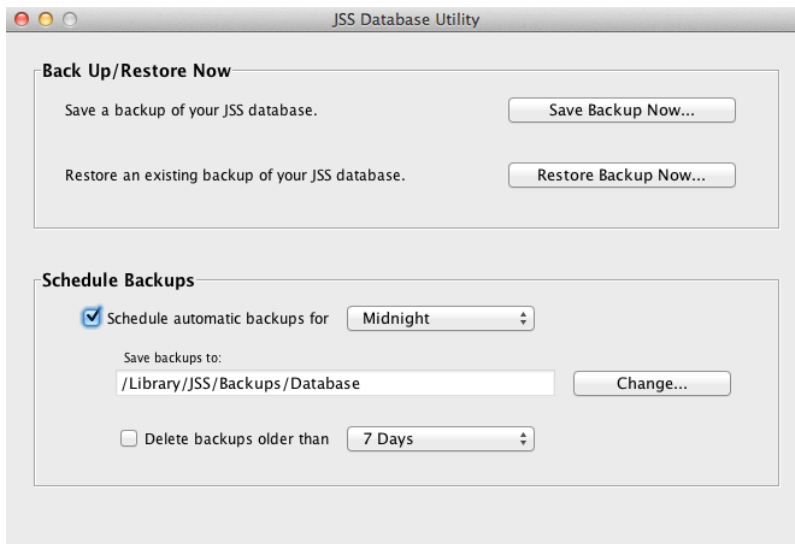 JSS Database Utility
Back Up/Restore Now
Save a backup of your JSS database.
Save Backup Now...
Restore an existing backup of your JSS database.
Restore Backup Now...
Schedule Backups
Schedule automatic backups for
Midnight
Save backups to:
/Library/JSS/Backups/Database
Change...
Delete backups older than
7 Days